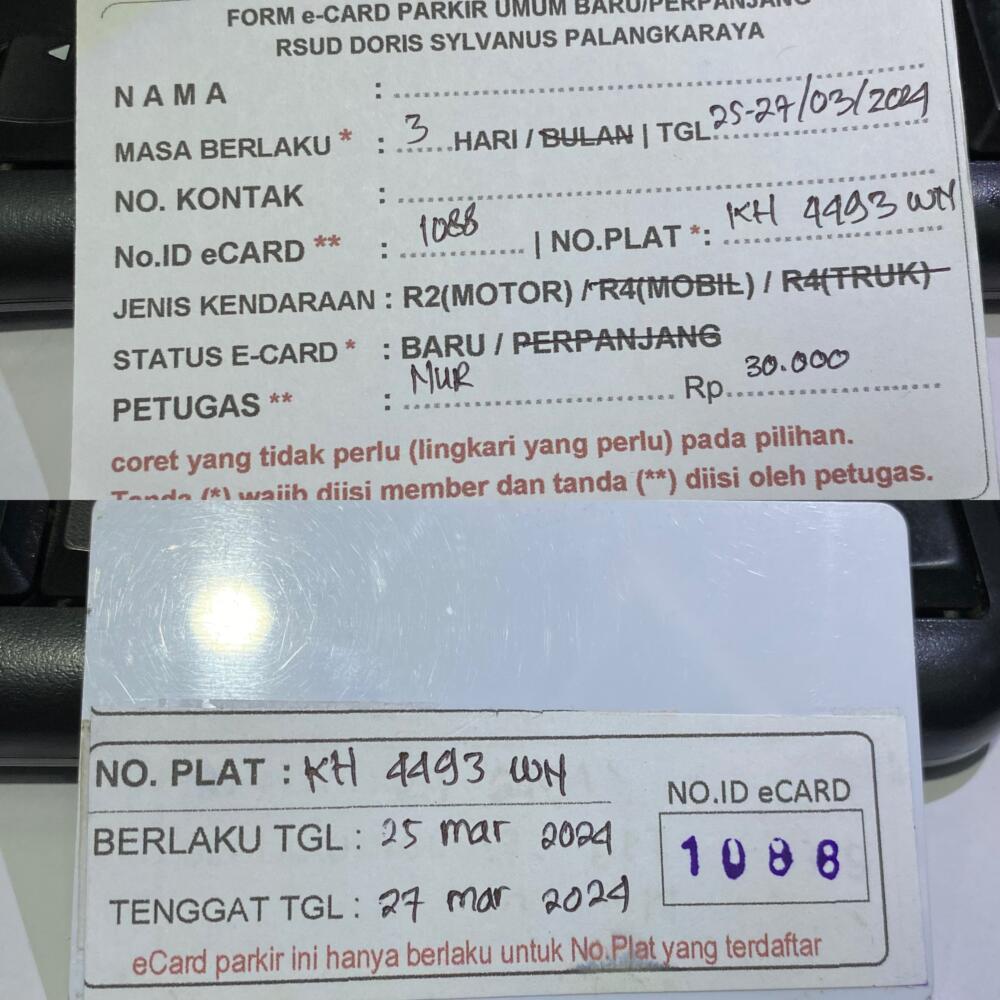 FORM e-CARD PARKIR UMUM BARU/PERPANJANG
RSUD DORIS SYLVANUS PALANGKARAYA
NAMA :
MASA BERLAKU * : 3 HARI / BULAN | TGL 25-27/03/2024
NO. KONTAK :
No.ID eCARD ** : 1088 | NO.PLAT *: KH 4493 WN
JENIS KENDARAAN : R2(MOTOR) / R4(MOBIL) / R4(TRUK)
STATUS E-CARD * : BARU / PERPANJANG
PETUGAS ** : MUR Rp. 30.000
coret yang tidak perlu (lingkari yang perlu) pada pilihan.
Tanda (*) wajib diisi member dan tanda (**) diisi oleh petugas.
NO. PLAT : KH 4493 WN
BERLAKU TGL : 25 mar 2024
TENGGAT TGL : 27 mar 2024
NO.ID eCARD
1088
eCard parkir ini hanya berlaku untuk No.Plat yang terdaftar